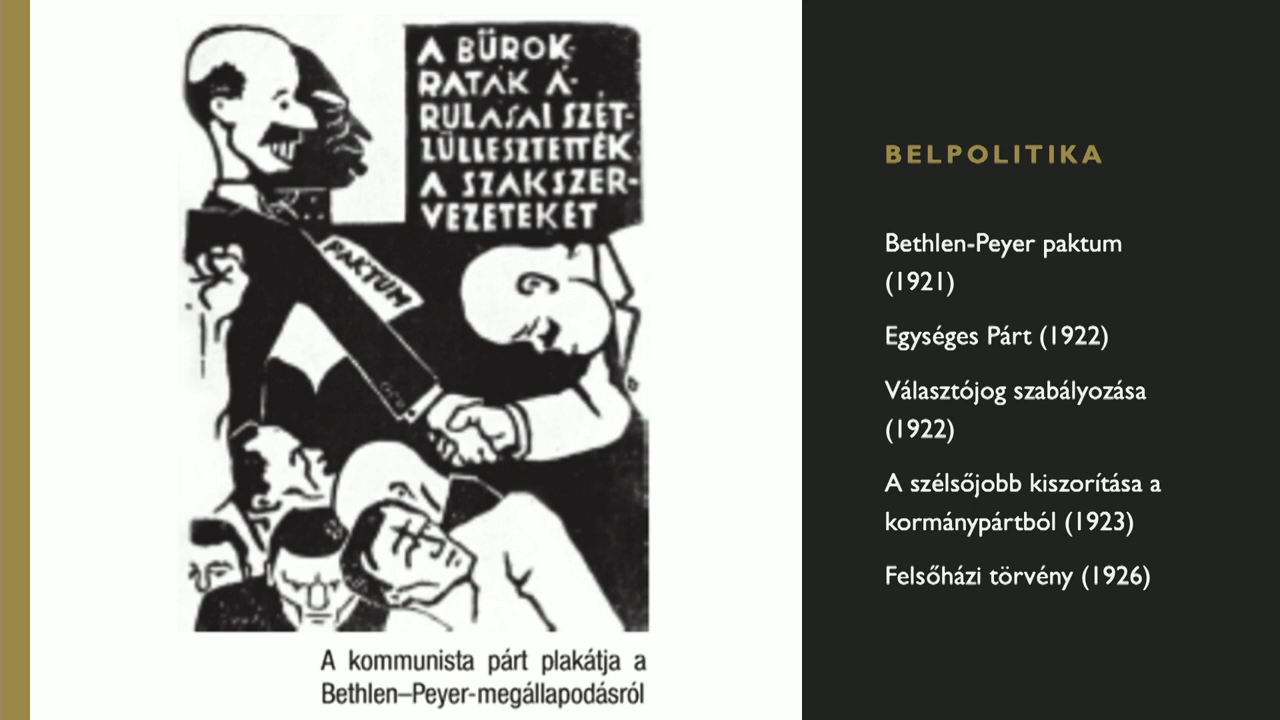 A BŰROK-
RATÁK Á-
RULÁSAI SZÉT-
ZÜLLESZTETTÉK
A SZAKSZER-
VEZETEKET
PAKTUM
A kommunista párt plakátja a
Bethlen–Peyer-megállapodásról
BELPOLITIKA
Bethlen-Peyer paktum
(1921)
Egységes Párt (1922)
Választójog szabályozása
(1922)
A szélsőjobb kiszorítása a
kormánypártból (1923)
Felsőházi törvény (1926)